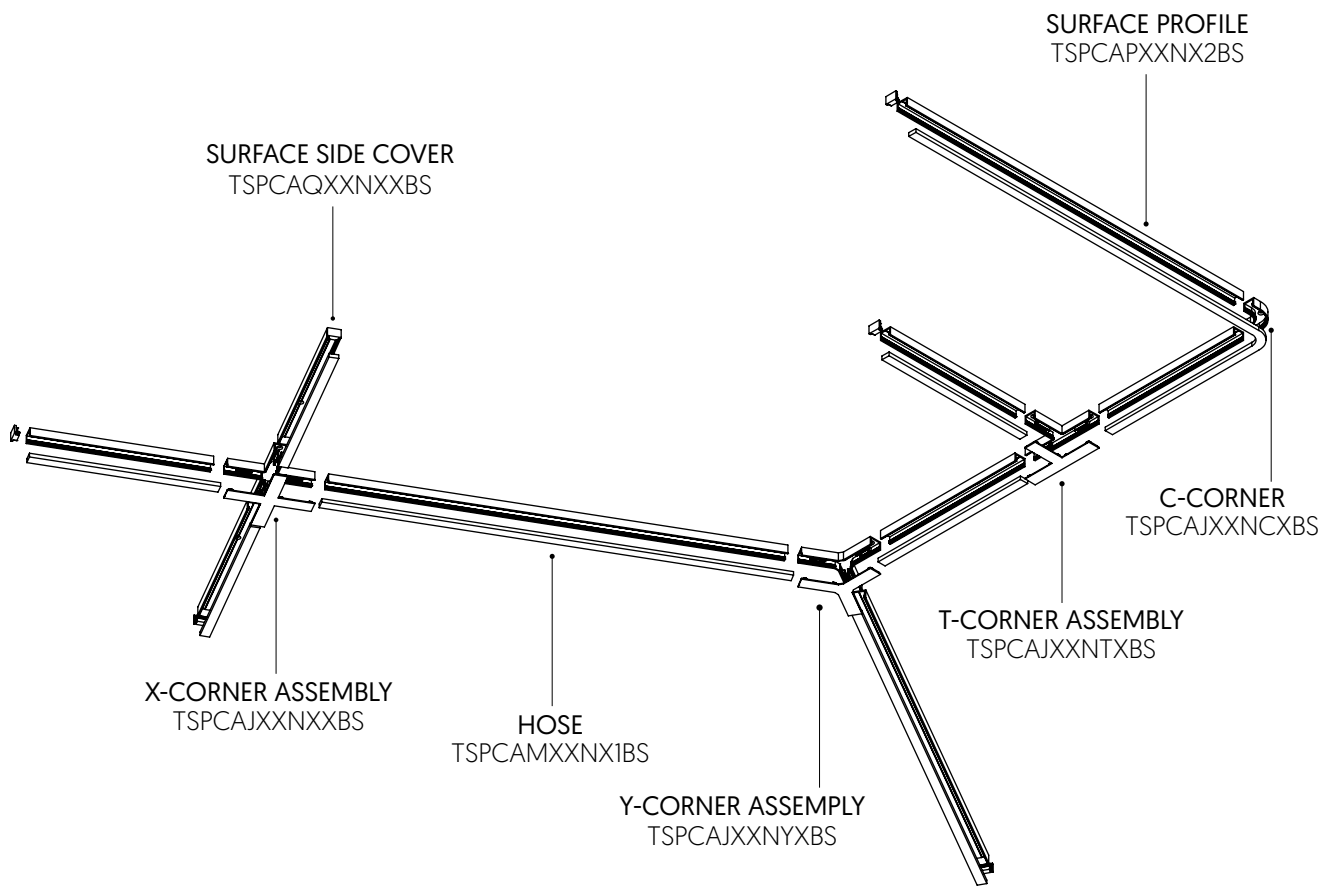 SURFACE PROFILE
TSPCAPXXNX2BS
SURFACE SIDE COVER
TSPCAQXXNXXBS
C-CORNER
TSPCAJXXNCXBS
T-CORNER ASSEMBLY
TSPCAJXXNTXBS
X-CORNER ASSEMBLY
TSPCAJXXNXXBS
HOSE
TSPCAMXXNX1BS
Y-CORNER ASSEMPLY
TSPCAJXXNYXBS